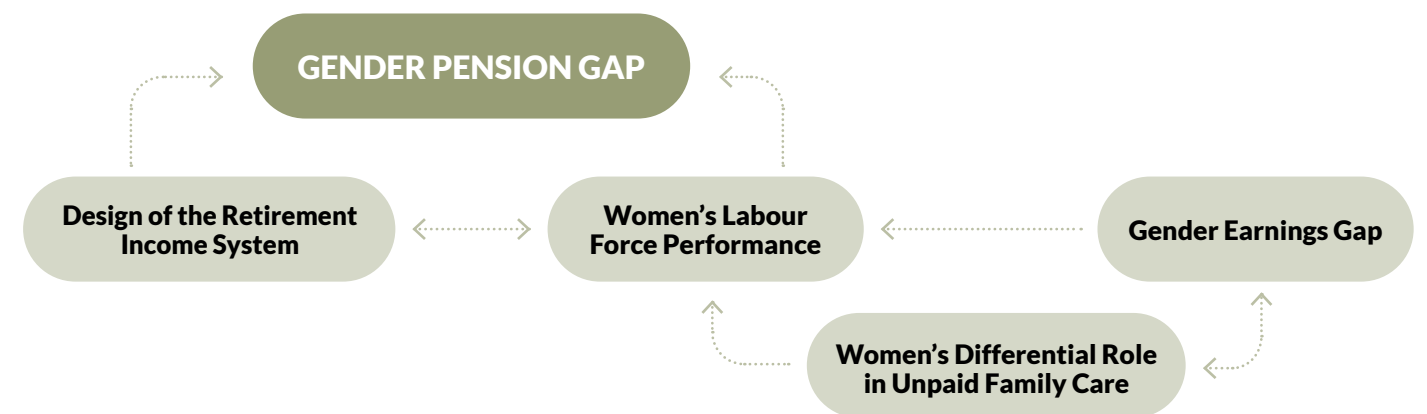 GENDER PENSION GAP
Design of the Retirement
Income System
Women’s Labour
Force Performance
Gender Earnings Gap
Women’s Differential Role
in Unpaid Family Care